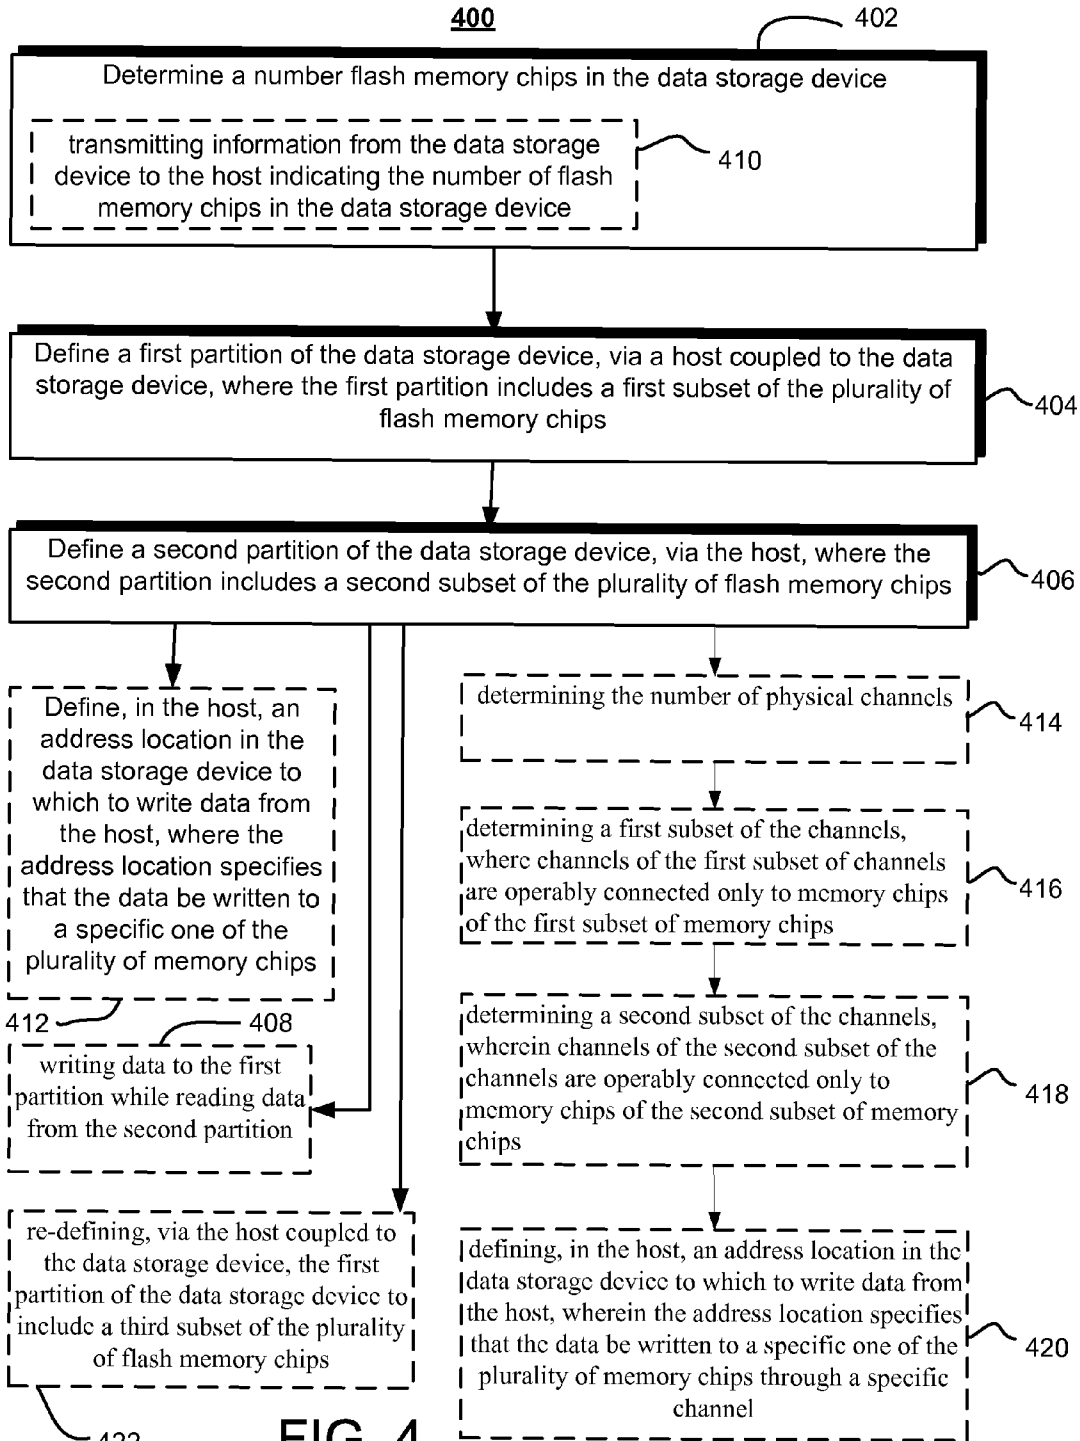 400
402
Determine a number flash memory chips in the data storage device
transmitting information from the data storage
device to the host indicating the number of flash
memory chips in the data storage device
410
Define a first partition of the data storage device, via a host coupled to the data
storage device, where the first partition includes a first subset of the plurality of
flash memory chips
404
Define a second partition of the data storage device, via the host, where the
second partition includes a second subset of the plurality of flash memory chips
406
Define, in the host, an
address location in the
data storage device to
which to write data from
the host, where the
address location specifies
that the data be written to
a specific one of the
plurality of memory chips
412
408
writing data to the first
partition while reading data
from the second partition
re-defining, via the host coupled to
the data storage device, the first
partition of the data storage device to
include a third subset of the plurality
of flash memory chips
determining the number of physical channels
414
determining a first subset of the channels,
where channels of the first subset of channels
are operably connected only to memory chips
of the first subset of memory chips
416
determining a second subset of the channels,
wherein channels of the second subset of the
channels are operably connected only to
memory chips of the second subset of memory
chips
418
defining, in the host, an address location in the
data storage device to which to write data from
the host, wherein the address location specifies
that the data be written to a specific one of the
plurality of memory chips through a specific
channel
420
422
FIG. 4